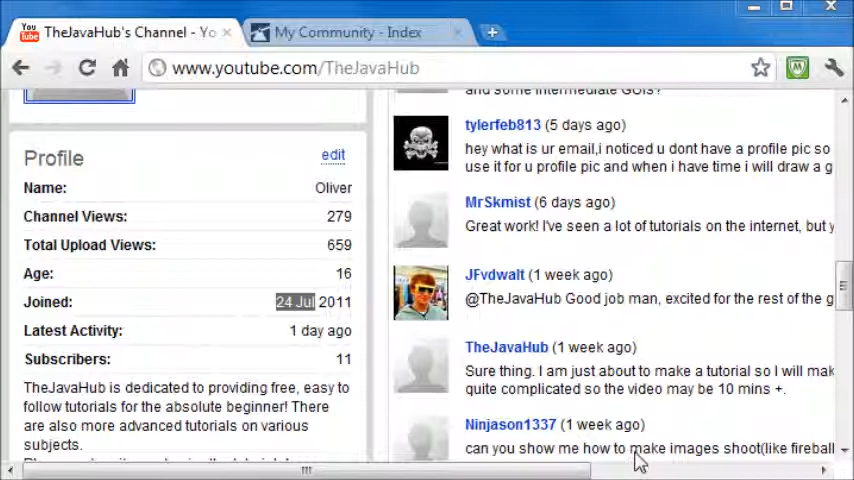 TheJavaHub's Channel - Yo
My Community - Index
www.youtube.com/TheJavaHub
and some intermediate GUIs?
Profile
edit
Name: Oliver
Channel Views: 279
Total Upload Views: 659
Age: 16
Joined: 24 Jul 2011
Latest Activity: 1 day ago
Subscribers: 11
TheJavaHub is dedicated to providing free, easy to
follow tutorials for the absolute beginner! There
are also more advanced tutorials on various
subjects.
tylerfeb813 (5 days ago)
hey what is ur email,i noticed u dont have a profile pic so
use it for u profile pic and when i have time i will draw a g
MrSkmist (6 days ago)
Great work! I've seen a lot of tutorials on the internet, but y
JFvdwalt (1 week ago)
@TheJavaHub Good job man, excited for the rest of the g
TheJavaHub (1 week ago)
Sure thing. I am just about to make a tutorial so I will mak
quite complicated so the video may be 10 mins +.
Ninjason1337 (1 week ago)
can you show me how to make images shoot(like firebal